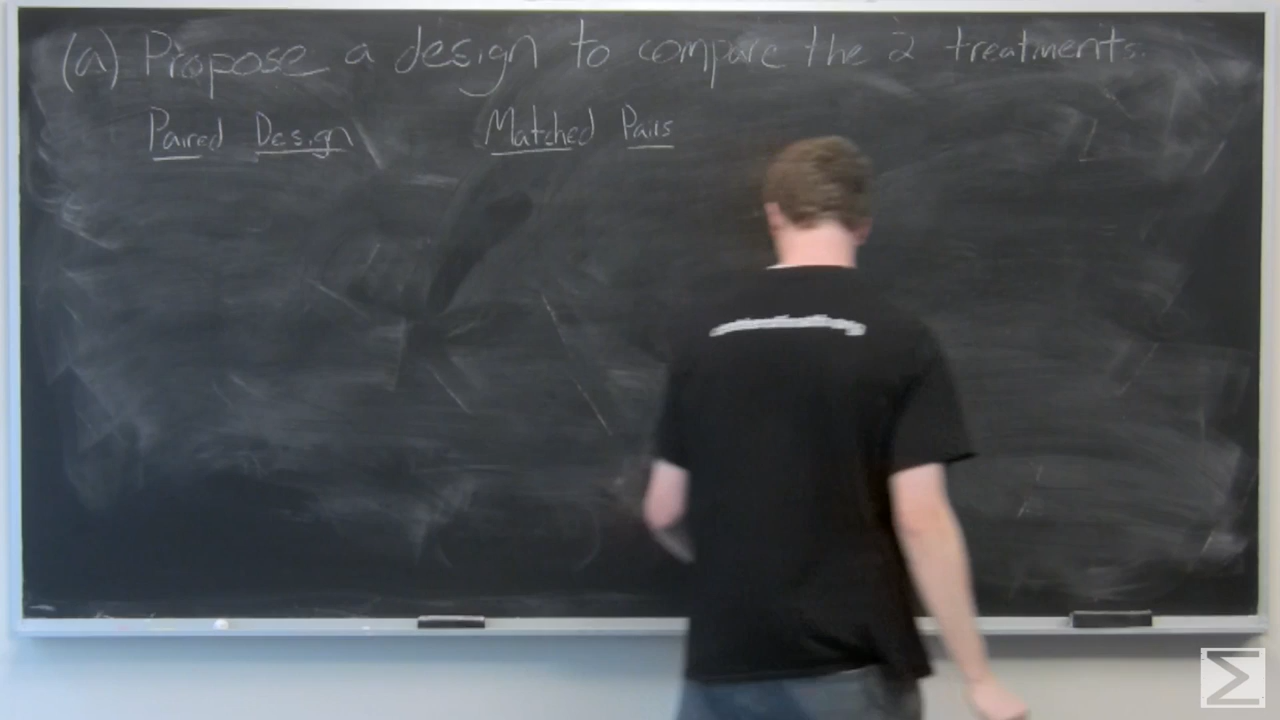 (a) Propose a design to compare the 2 treatments.
Paired Design Matched Pairs